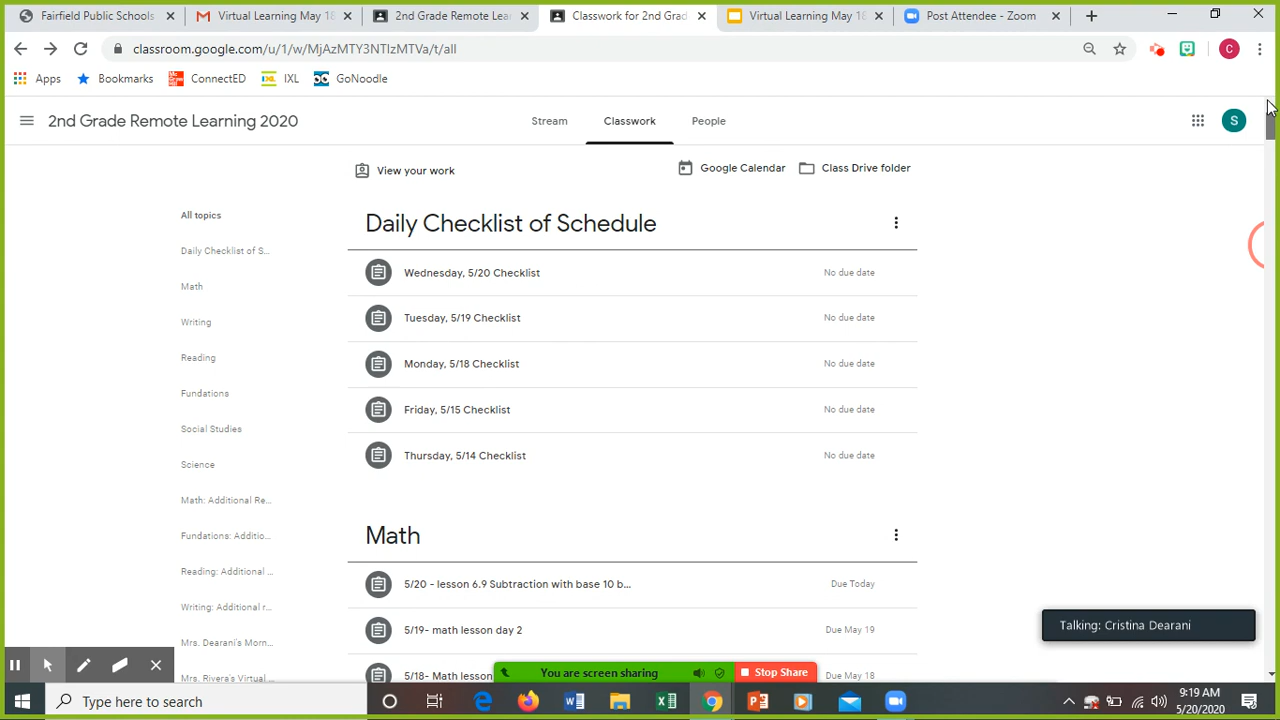 Fairfield Public Schools
Virtual Learning May 18
2nd Grade Remote Lear
Classwork for 2nd Grad
Virtual Learning May 18
Post Attendee - Zoom
classroom.google.com/u/1/w/MjAzMTY3NTIzMTVa/t/all
C
Apps
Bookmarks
ConnectED
IXL
GoNoodle
2nd Grade Remote Learning 2020
Stream
Classwork
People
S
View your work
Google Calendar
Class Drive folder
All topics
Daily Checklist of S...
Math
Writing
Reading
Fundations
Social Studies
Science
Math: Additional Re...
Fundations: Additio...
Reading: Additional ...
Writing: Additional r...
Mrs. Dearani's Morn...
Mrs. Rivera's Virtual
Daily Checklist of Schedule
Wednesday, 5/20 Checklist No due date
Tuesday, 5/19 Checklist No due date
Monday, 5/18 Checklist No due date
Friday, 5/15 Checklist No due date
Thursday, 5/14 Checklist No due date
Math
5/20 - lesson 6.9 Subtraction with base 10 b... Due Today
5/19- math lesson day 2 Due May 19
5/18- Math lesson Due May 18
Talking: Cristina Dearani
You are screen sharing
Stop Share
Type here to search
9:19 AM
5/20/2020